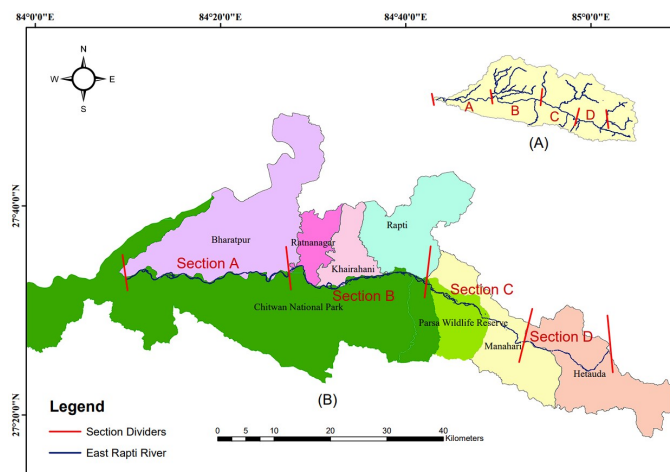 84°0'0"E
84°20'0"E
84°40'0"E
85°0'0"E
N
W E
S
A B C D
(A)
27°40'0"N
27°20'0"N
Bharatpur
Ratnanagar
Rapti
Khairahani
Section A
Section B
Section C
Chitwan National Park
Parsa Wildlife Reserve
Manahari
Section D
Hetauda
(B)
Legend
Section Dividers
East Rapti River
0 5 10 20 30 40
Kilometers